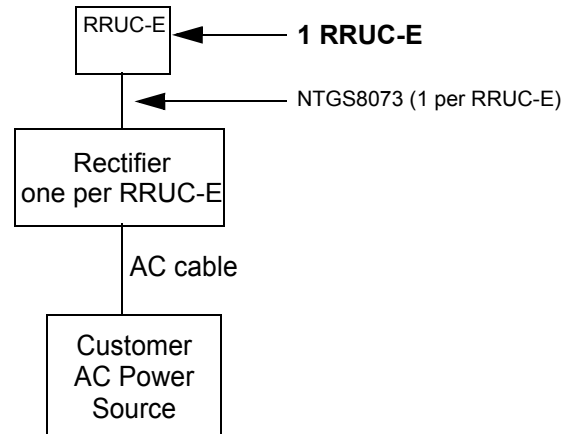 RRUC-E
1 RRUC-E
NTGS8073 (1 per RRUC-E)
Rectifier
one per RRUC-E
AC cable
Customer
AC Power
Source